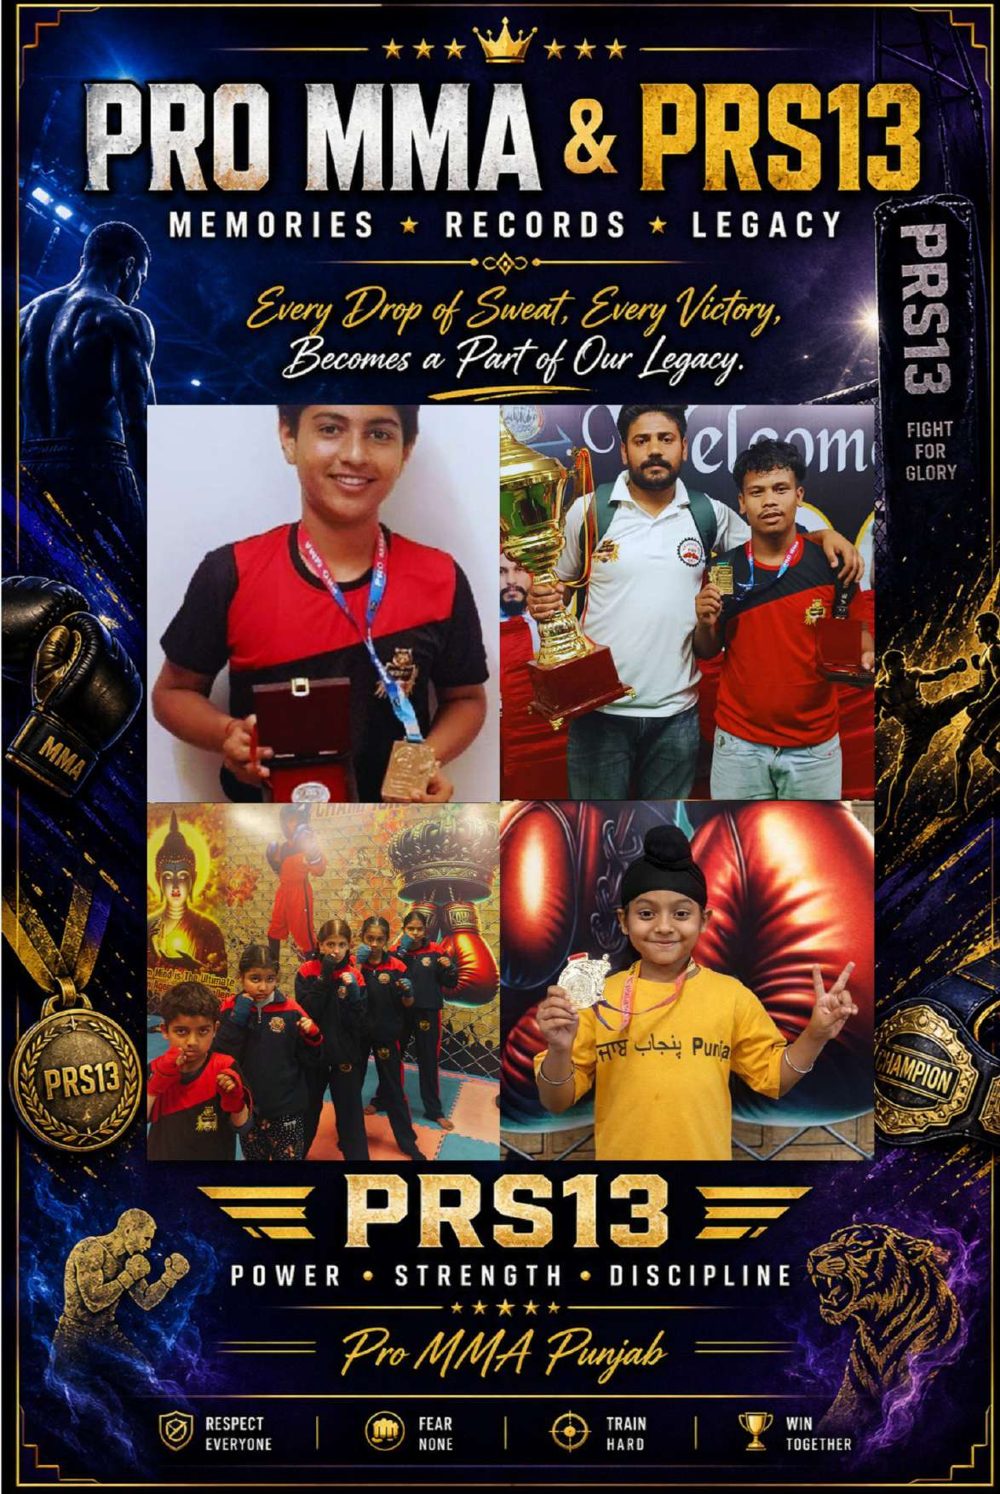 PRO MMA & PRS13
MEMORIES ★ RECORDS ★ LEGACY
Every Drop of Sweat, Every Victory,
Becomes a Part of Our Legacy.
PRS13
FIGHT
FOR
GLORY
Welcome
MMA
PRS13
CHAMPION
ਪੰਜਾਬ پنجاب Punja
PRS13
POWER • STRENGTH • DISCIPLINE
Pro MMA Punjab
RESPECT
EVERYONE
FEAR
NONE
TRAIN
HARD
WIN
TOGETHER